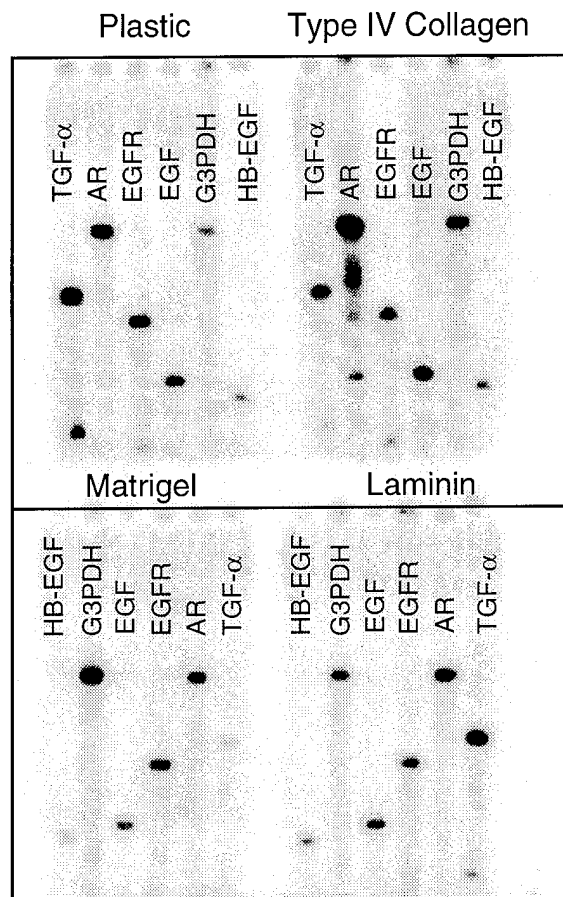 Plastic
Type IV Collagen
TGF-α
AR
EGFR
EGF
G3PDH
HB-EGF
TGF-α
AR
EGFR
EGF
G3PDH
HB-EGF
Matrigel
Laminin
HB-EGF
G3PDH
EGF
EGFR
AR
TGF-α
HB-EGF
G3PDH
EGF
EGFR
AR
TGF-α